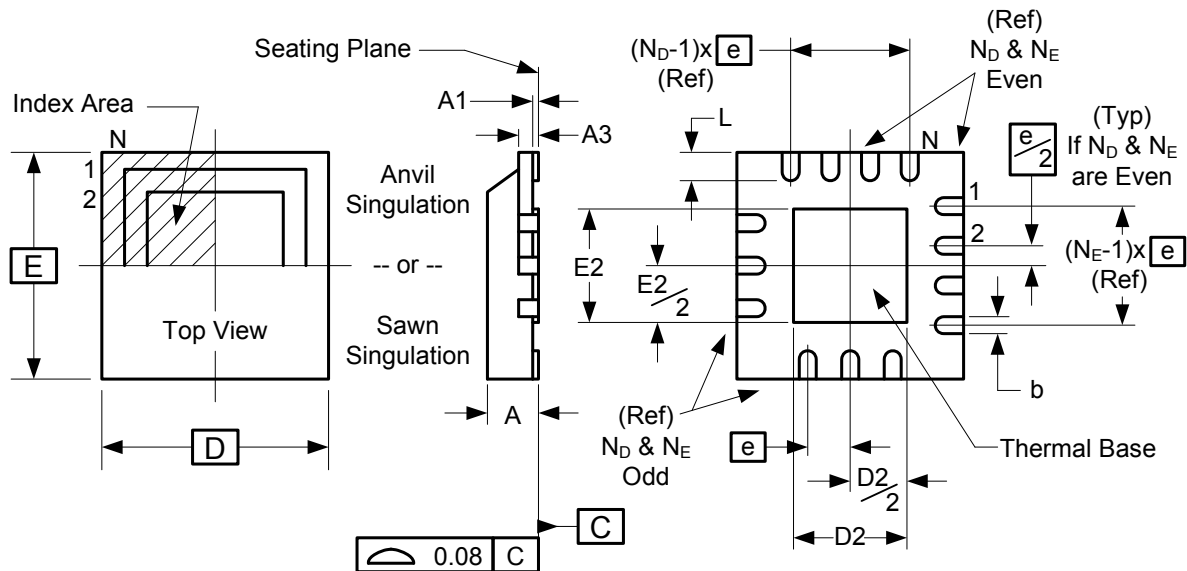 Seating Plane
Index Area
N
1
2
E
Top View
D
A1
A3
Anvil
Singulation
-- or --
Sawn
Singulation
A
C
0.08 C
(N_D-1)x e
(Ref)
(Ref)
N_D & N_E
Even
L
N
e/2
(Typ)
If N_D & N_E
are Even
1
2
(N_E-1)x e
(Ref)
E2
E2/2
b
(Ref)
N_D & N_E
Odd
e
Thermal Base
D2/2
D2